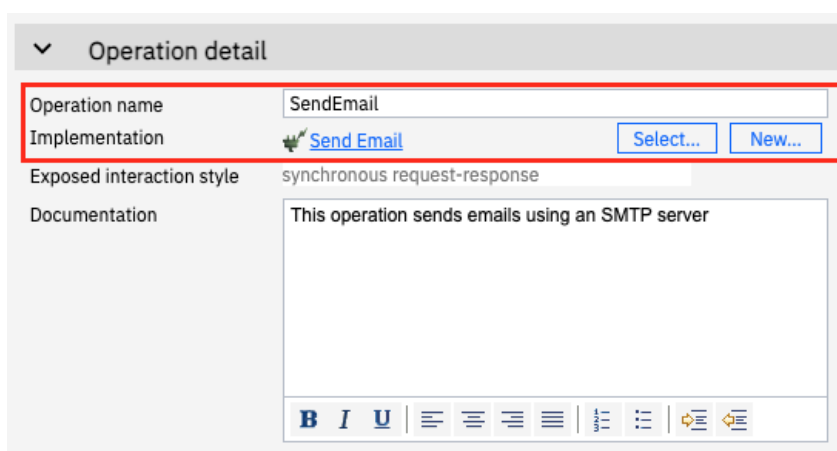 Operation detail
Operation name SendEmail
Implementation Send Email Select... New...
Exposed interaction style synchronous request-response
Documentation This operation sends emails using an SMTP server
B I U